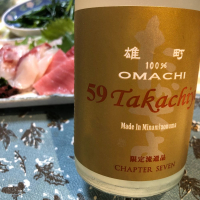 雄町
100%
OMACHI
59 Takachiyo
Made In Minamiuonuma
限定流通品
CHAPTER SEVEN